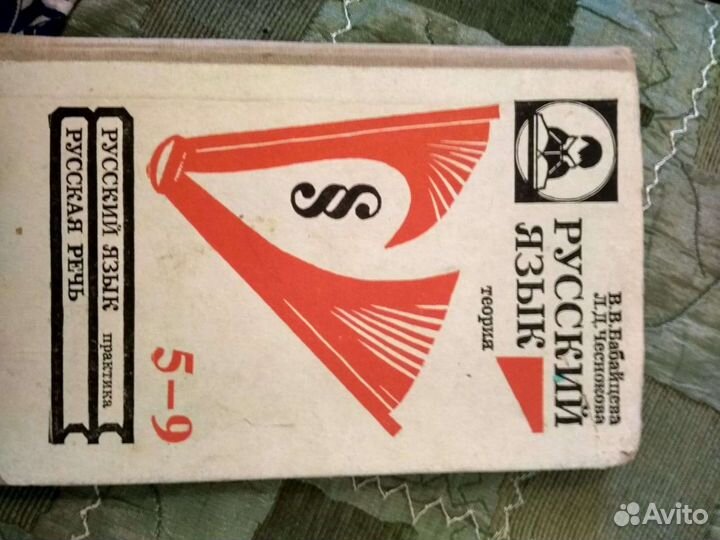 В.В.Бабайцева
Л.Д.Чеснокова
РУССКИЙ
ЯЗЫК
теория
§
5–9
РУССКИЙ ЯЗЫК практика
РУССКАЯ РЕЧЬ
Avito